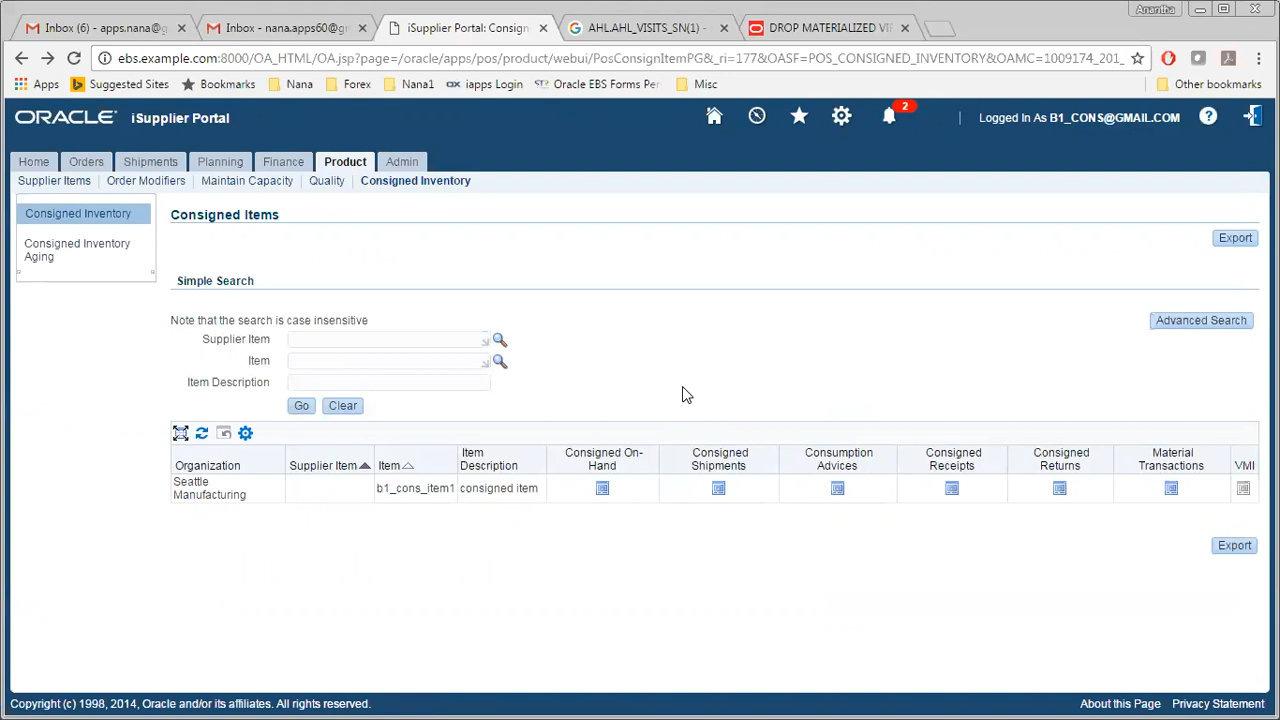 Anantha
Inbox (6) - apps.nana@g
Inbox - nana.apps60@gm
iSupplier Portal: Consign
AHL.AHL_VISITS_SN(1) -
DROP MATERIALIZED VI
ebs.example.com:8000/OA_HTML/OA.jsp?page=/oracle/apps/pos/product/webui/PosConsignItemPG&_ri=177&OASF=POS_CONSIGNED_INVENTORY&OAMC=1009174_201_
Apps Suggested Sites Bookmarks Nana Forex Nana1 iapps Login Oracle EBS Forms Per Misc Other bookmarks
ORACLE iSupplier Portal
2
Logged In As B1_CONS@GMAIL.COM
Home Orders Shipments Planning Finance Product Admin
Supplier Items Order Modifiers Maintain Capacity Quality Consigned Inventory
Consigned Inventory
Consigned Inventory
Aging
Consigned Items
Export
Simple Search
Note that the search is case insensitive
Advanced Search
Supplier Item
Item
Item Description
Go Clear
Organization Supplier Item Item Item Description Consigned On-Hand Consigned Shipments Consumption Advices Consigned Receipts Consigned Returns Material Transactions VMI
Seattle Manufacturing b1_cons_item1 consigned item
Export
Copyright (c) 1998, 2014, Oracle and/or its affiliates. All rights reserved.
About this Page Privacy Statement